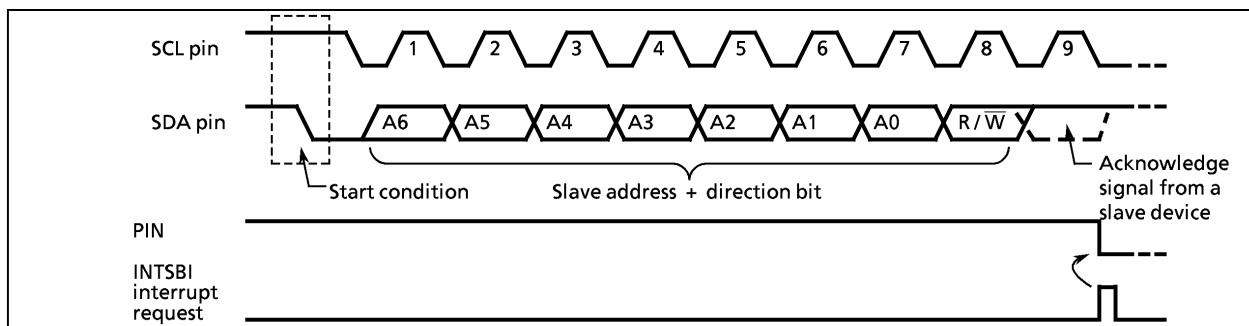 SCL pin
1 2 3 4 5 6 7 8 9
SDA pin
A6 A5 A4 A3 A2 A1 A0 R / W̅
Start condition
Slave address + direction bit
Acknowledge
signal from a
slave device
PIN
INTSBI
interrupt
request